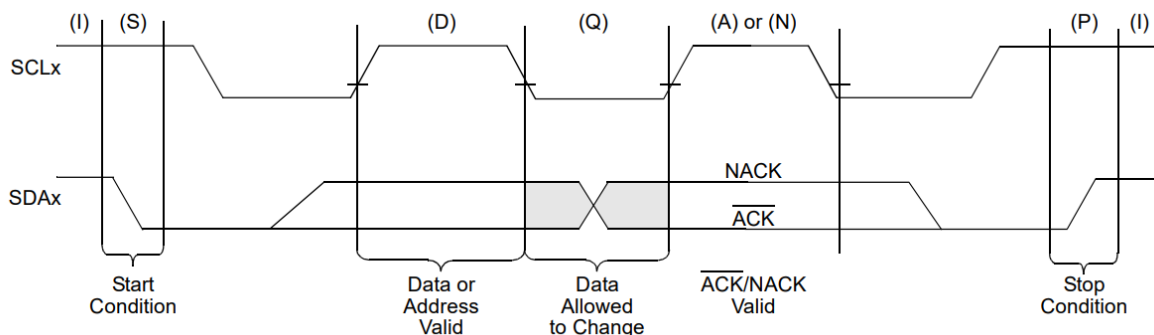 (I) (S) (D) (Q) (A) or (N) (P) (I)
SCLx
NACK
SDAx
ACK
Start
Condition
Data or
Address
Valid
Data
Allowed
to Change
ACK/NACK
Valid
Stop
Condition